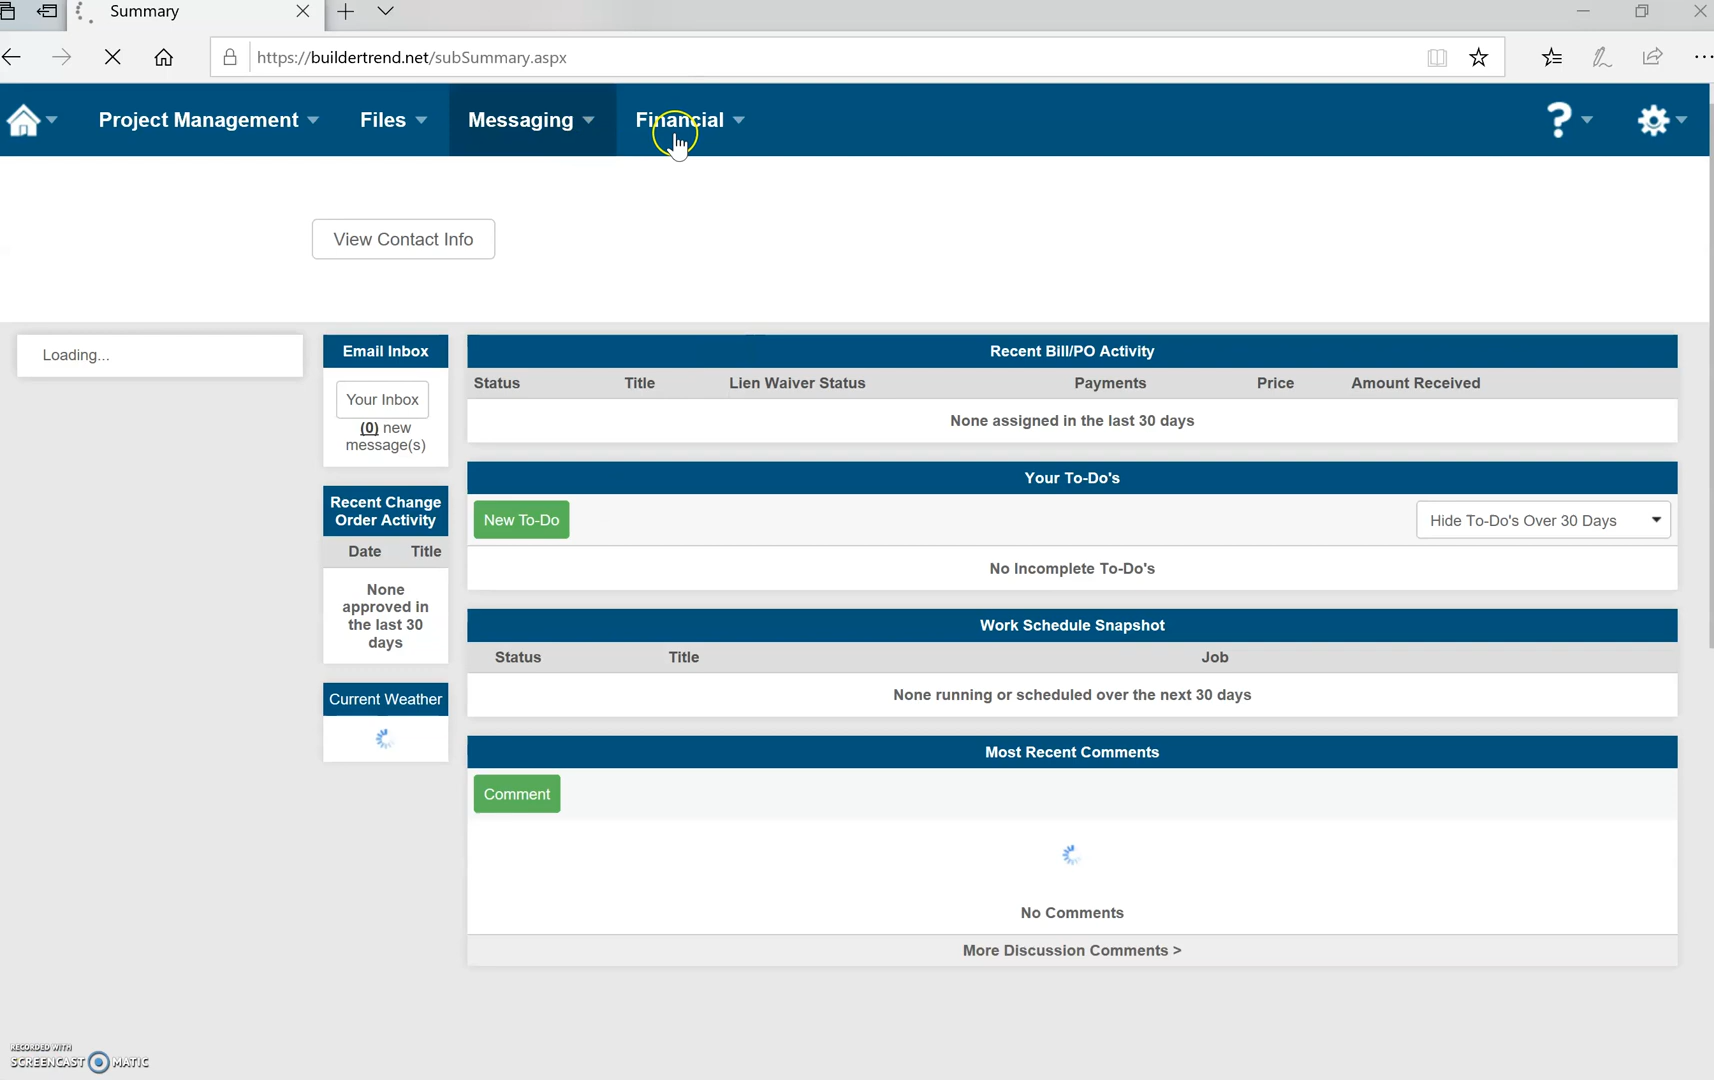 Summary
https://buildertrend.net/subSummary.aspx
Project Management Files Messaging Financial ?
View Contact Info
Loading...
Email Inbox
Your Inbox
(0) new
message(s)
Recent Change
Order Activity
Date Title
None
approved in
the last 30
days
Current Weather
Recent Bill/PO Activity
Status Title Lien Waiver Status Payments Price Amount Received
None assigned in the last 30 days
Your To-Do's
New To-Do Hide To-Do's Over 30 Days
No Incomplete To-Do's
Work Schedule Snapshot
Status Title Job
None running or scheduled over the next 30 days
Most Recent Comments
Comment
No Comments
More Discussion Comments >
RECORDED WITH
SCREENCAST MATIC